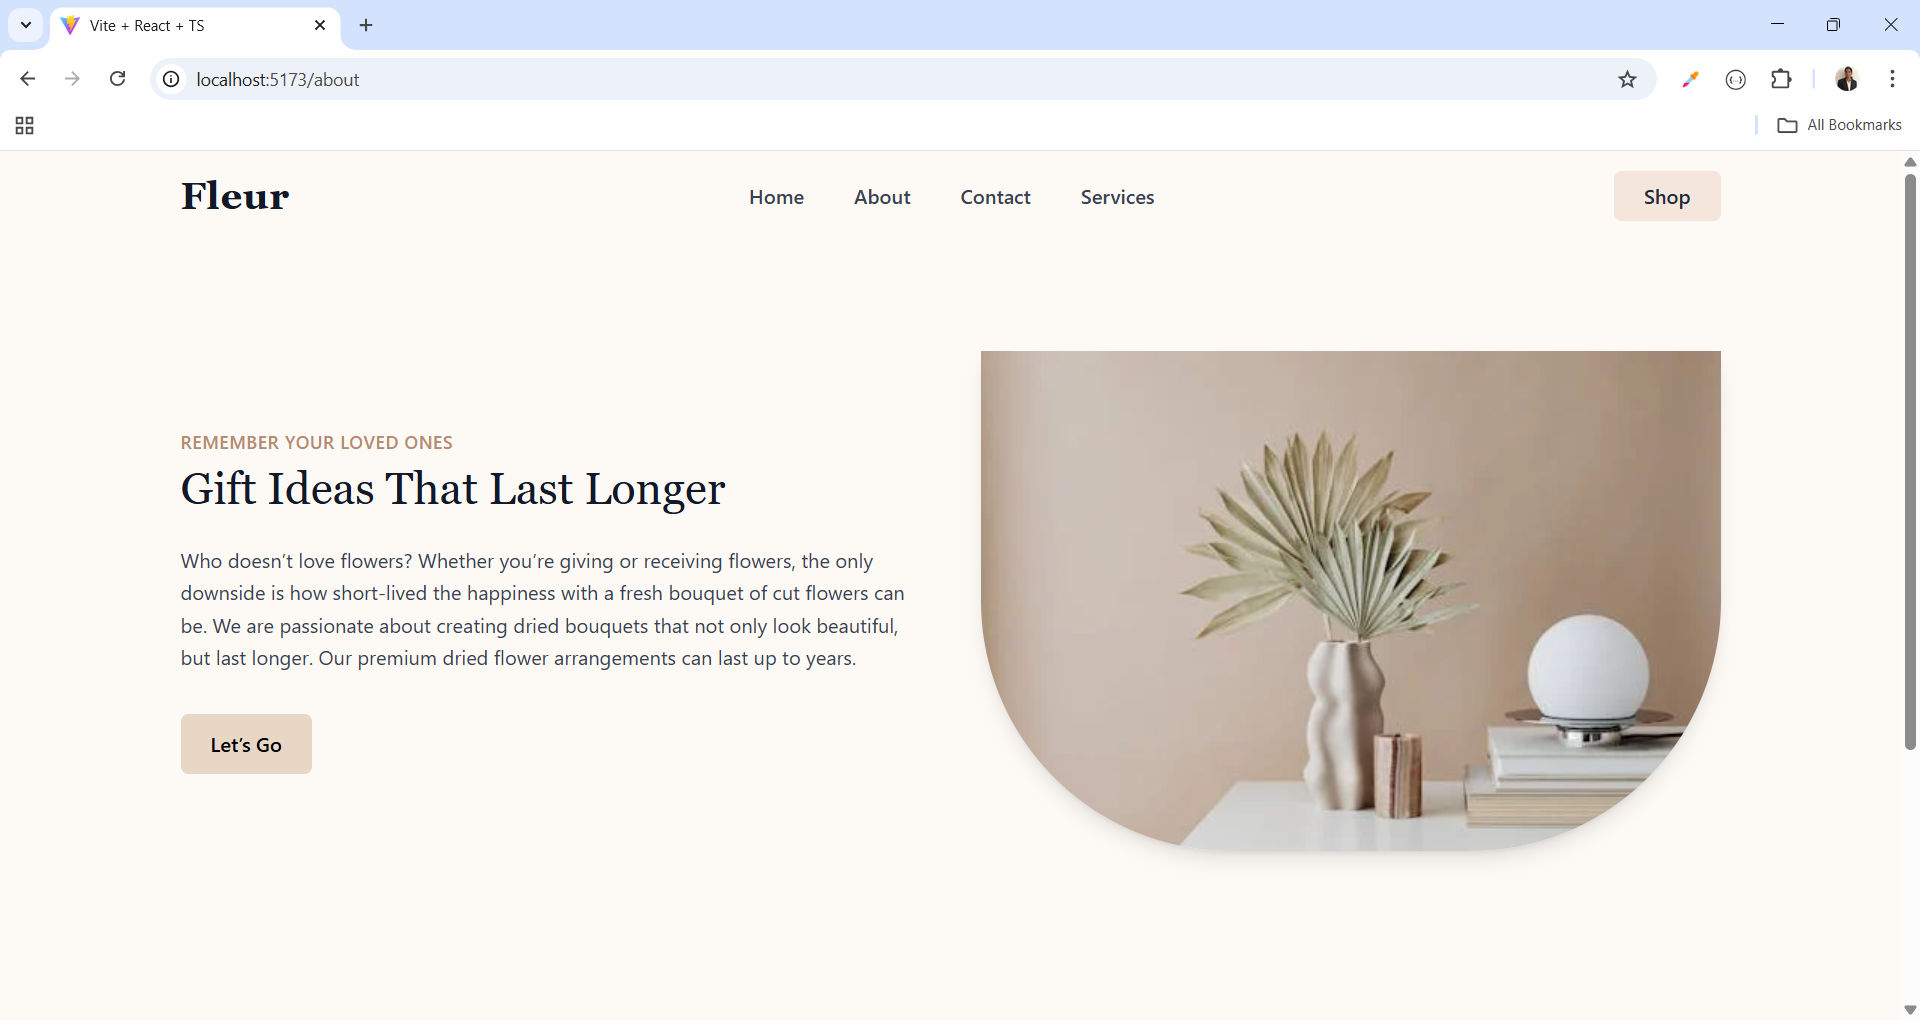 Vite + React + TS
localhost:5173/about
All Bookmarks
Fleur
Home
About
Contact
Services
Shop
REMEMBER YOUR LOVED ONES
Gift Ideas That Last Longer
Who doesn’t love flowers? Whether you’re giving or receiving flowers, the only
downside is how short-lived the happiness with a fresh bouquet of cut flowers can
be. We are passionate about creating dried bouquets that not only look beautiful,
but last longer. Our premium dried flower arrangements can last up to years.
Let’s Go